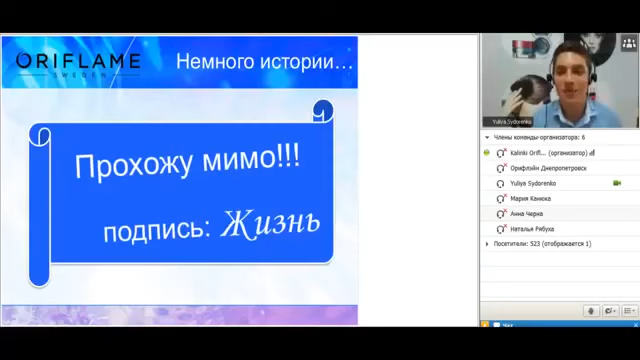 ORIFLAME
SWEDEN
Немного истории…
Прохожу мимо!!!
подпись: Жизнь
Yuliya Sydorenko
Члены команды-организатора: 6
Kalinki Orifl... (организатор)
Орифлэйм Днепропетровск
Yuliya Sydorenko
Мария Канюка
Анна Черна
Наталья Рябуха
Посетители: 523 (отображается 1)
Чат